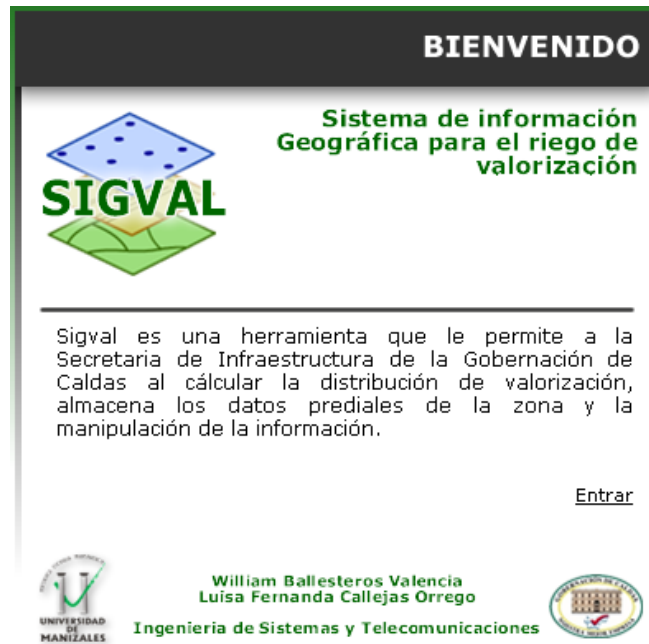 BIENVENIDO
Sistema de información
Geográfica para el riego de
valorización
SIGVAL
Sigval es una herramienta que le permite a la
Secretaria de Infraestructura de la Gobernación de
Caldas al cálcular la distribución de valorización,
almacena los datos prediales de la zona y la
manipulación de la información.
Entrar
William Ballesteros Valencia
Luisa Fernanda Callejas Orrego
Ingenieria de Sistemas y Telecomunicaciones
UNIVERSIDAD
DE
MANIZALES
GOBERNACIÓN DE CALDAS